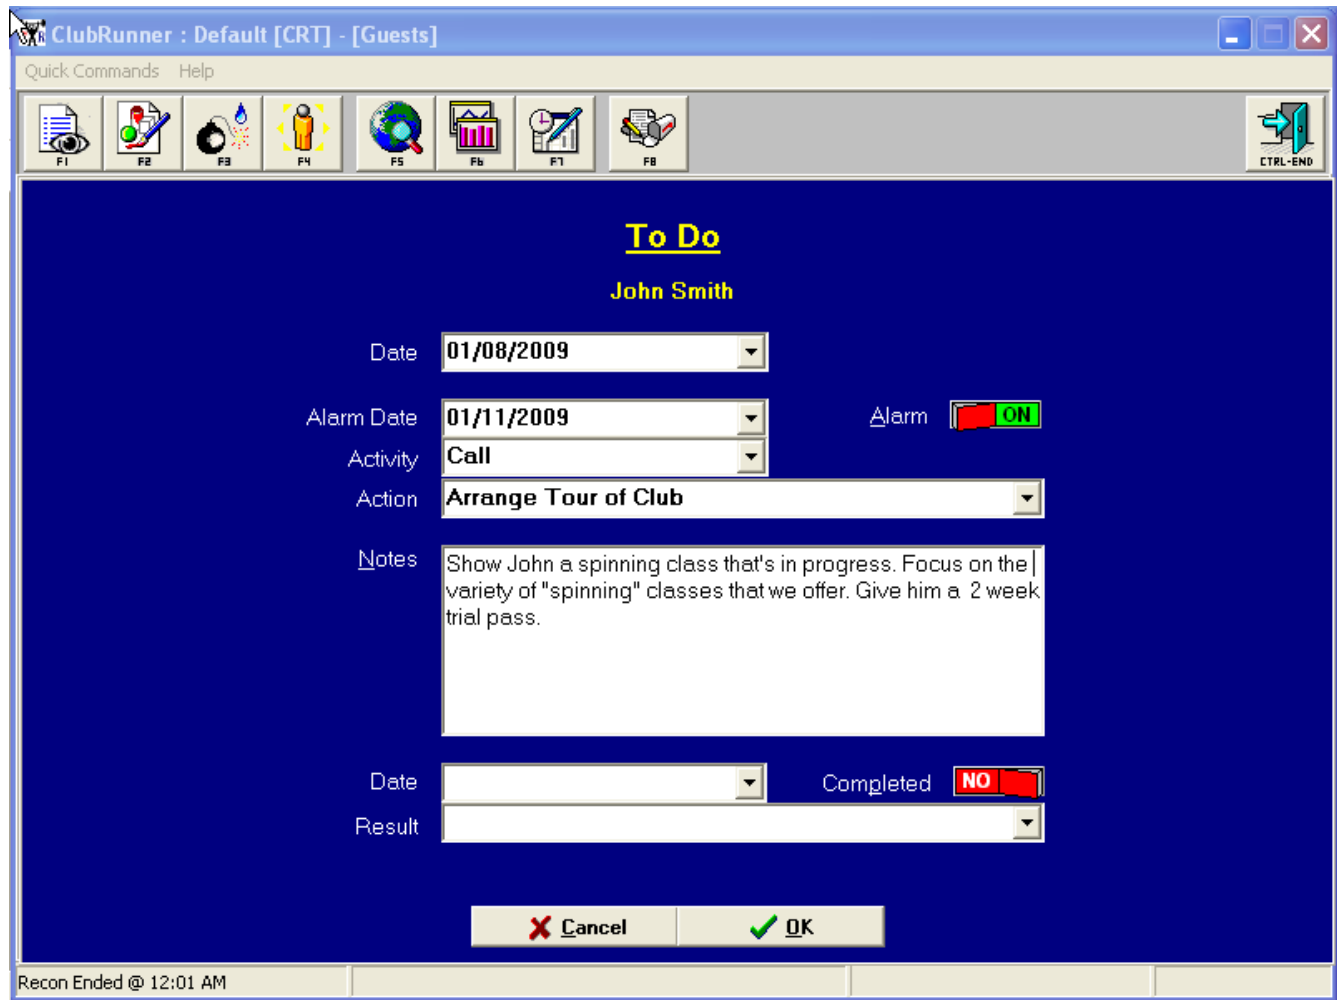 ClubRunner : Default [CRT] - [Guests]
Quick Commands Help
F1 F2 F3 F4 F5 F6 F7 F8 CTRL-END
To Do
John Smith
Date 01/08/2009
Alarm Date 01/11/2009 Alarm ON
Activity Call
Action Arrange Tour of Club
Notes Show John a spinning class that's in progress. Focus on the
variety of "spinning" classes that we offer. Give him a 2 week
trial pass.
Date Completed NO
Result
Cancel OK
Recon Ended @ 12:01 AM